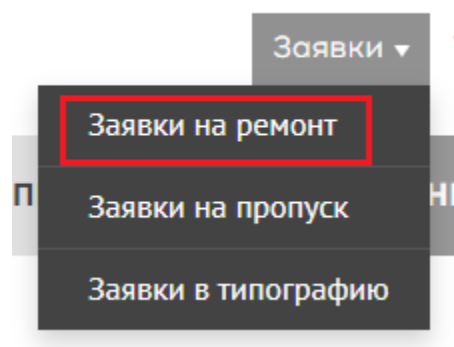 Заявки ▾
Заявки на ремонт
Заявки на пропуск
Заявки в типографию